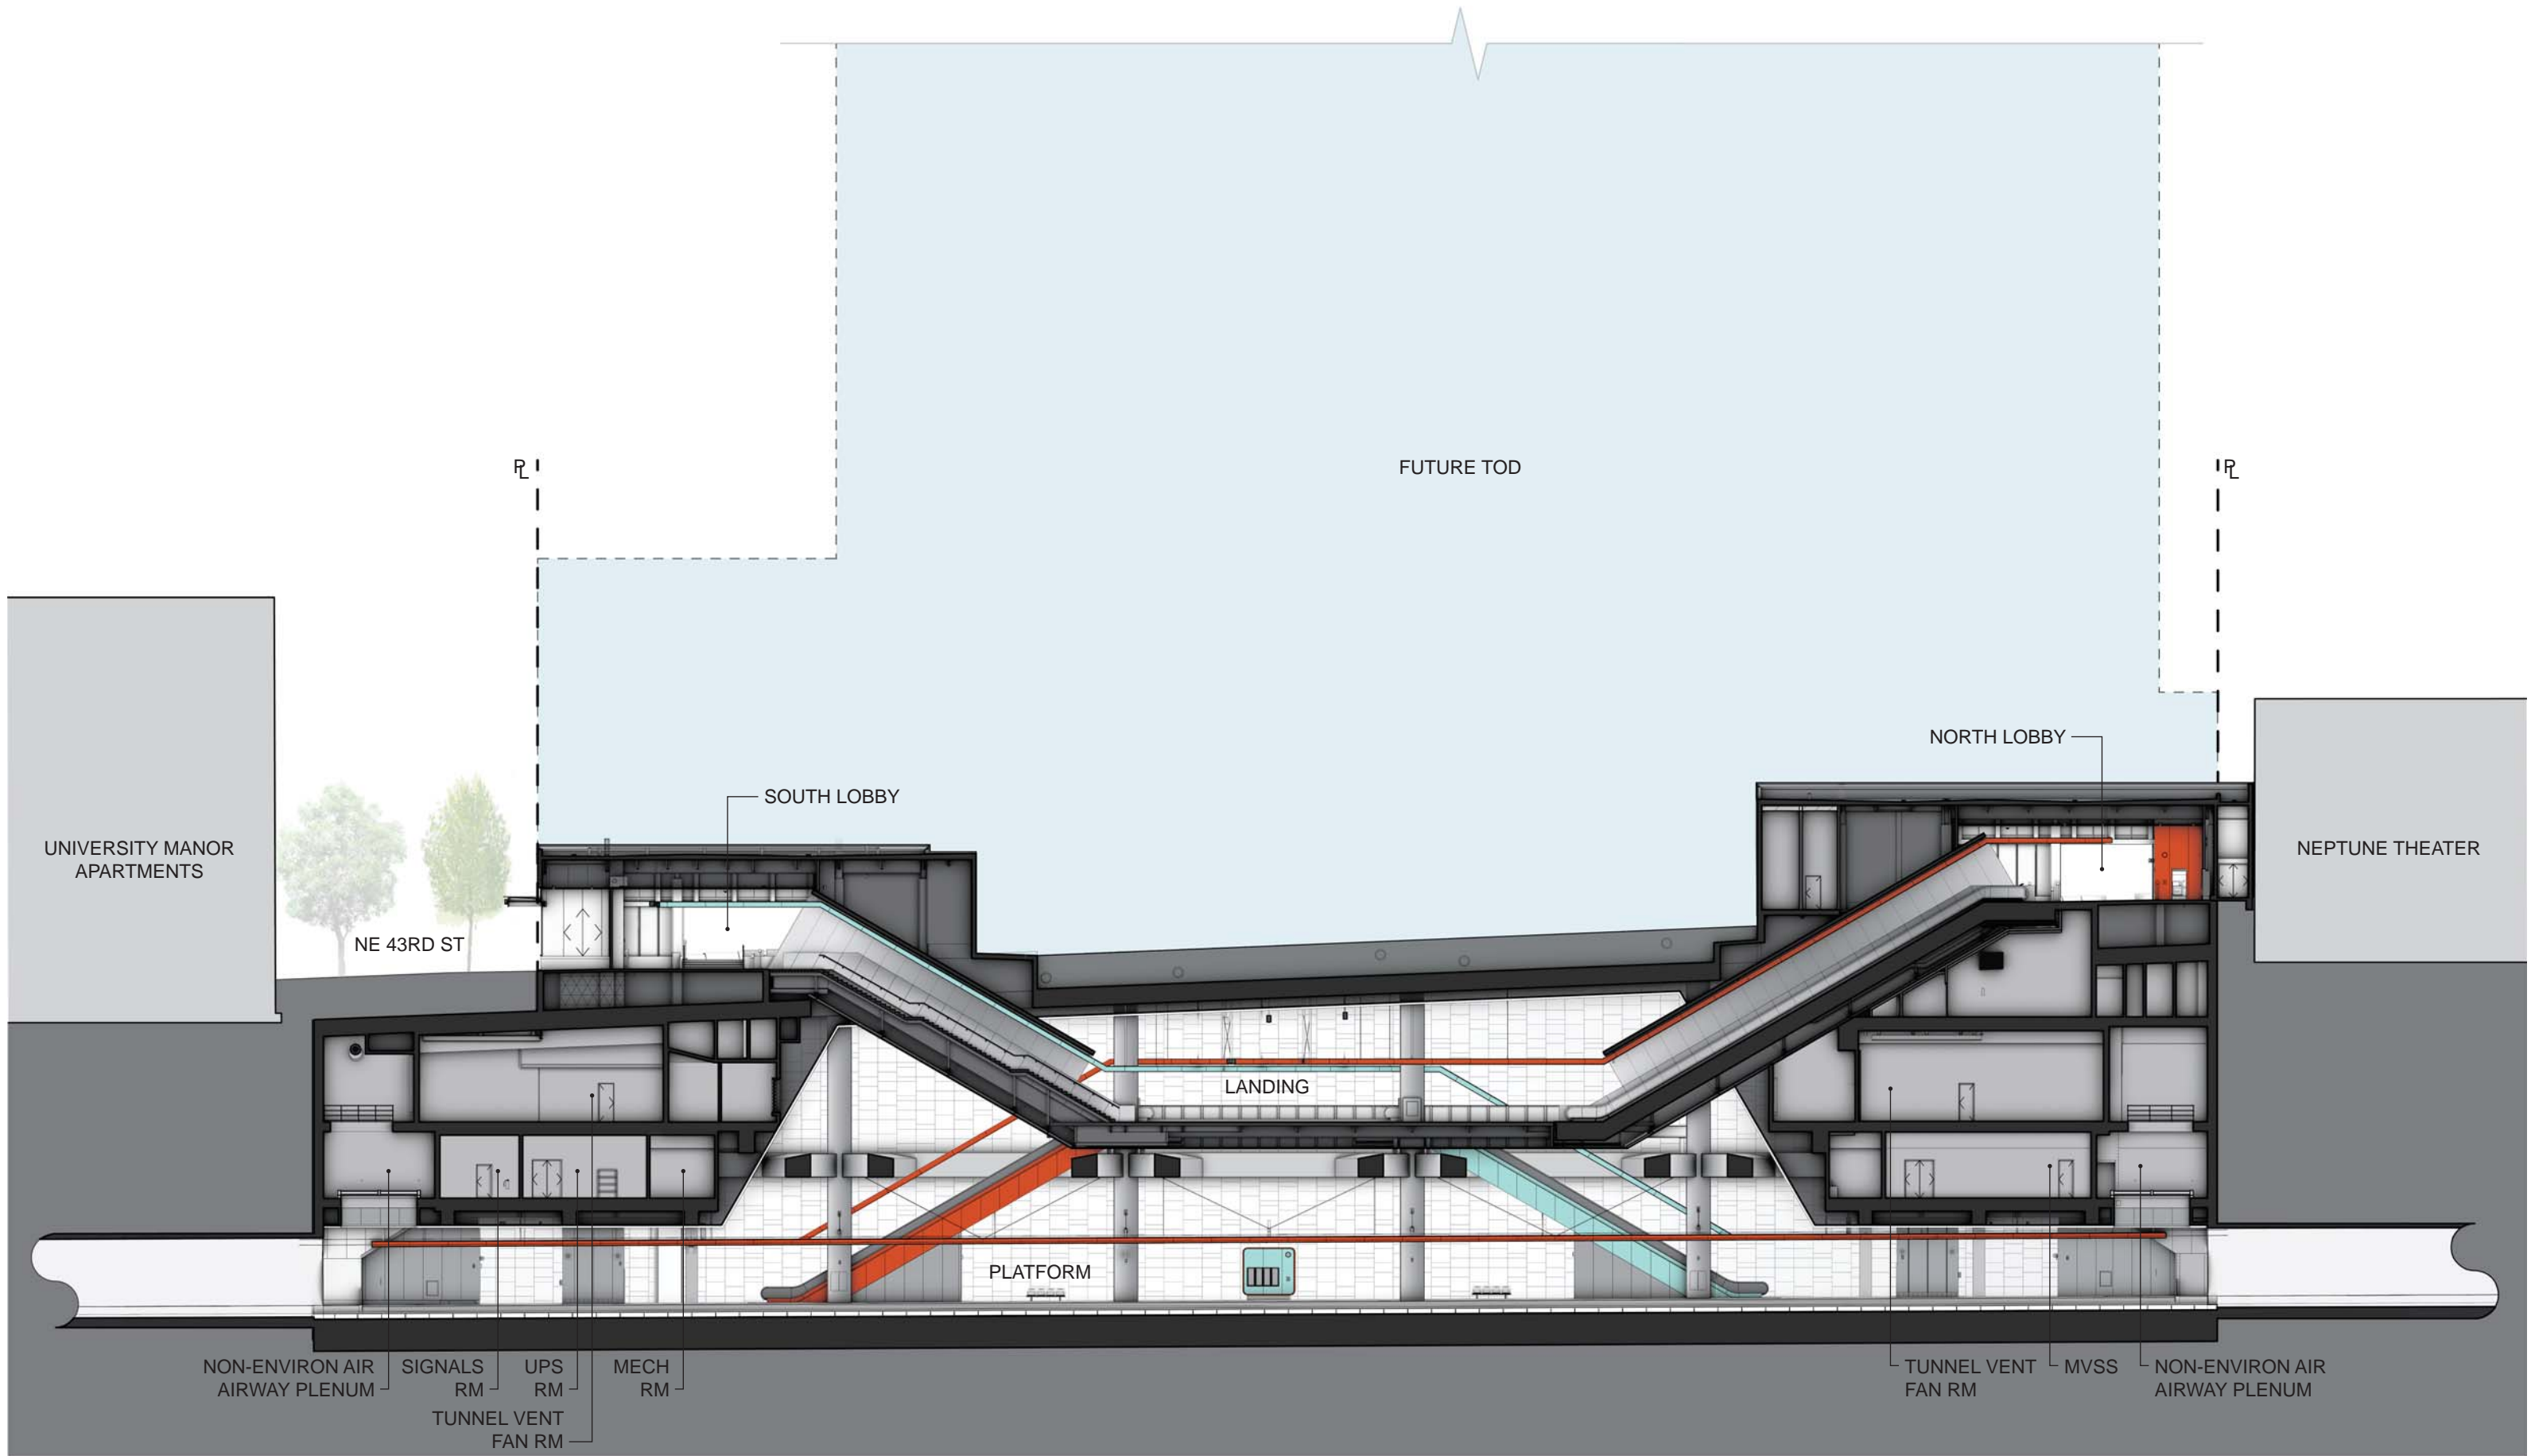 PL
FUTURE TOD
PL
NORTH LOBBY
SOUTH LOBBY
UNIVERSITY MANOR
APARTMENTS
NEPTUNE THEATER
NE 43RD ST
LANDING
PLATFORM
NON-ENVIRON AIR
AIRWAY PLENUM
SIGNALS
RM
UPS
RM
MECH
RM
TUNNEL VENT
FAN RM
TUNNEL VENT
FAN RM
MVSS
NON-ENVIRON AIR
AIRWAY PLENUM